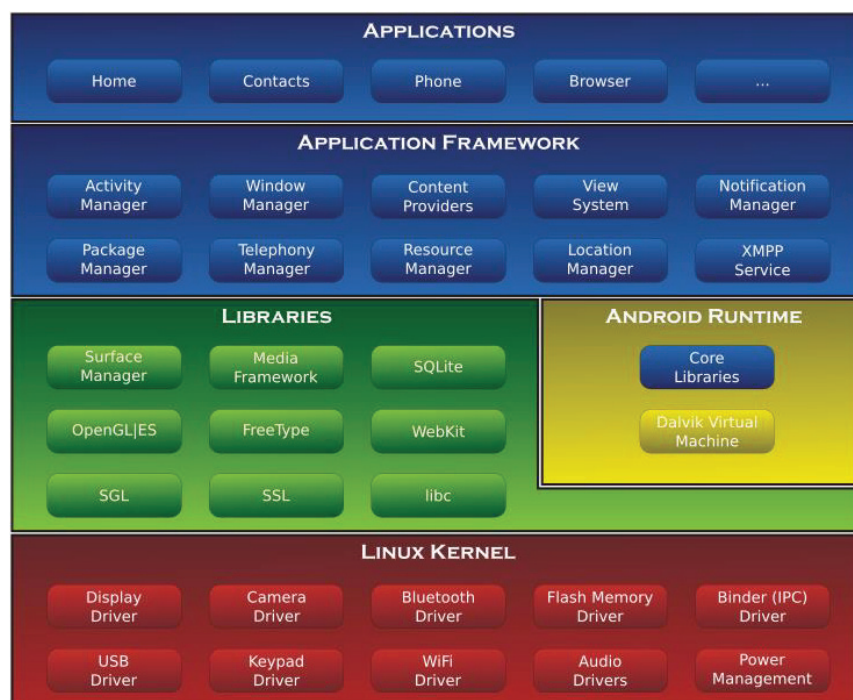 APPLICATIONS
Home
Contacts
Phone
Browser
...
APPLICATION FRAMEWORK
Activity
Manager
Window
Manager
Content
Providers
View
System
Notification
Manager
Package
Manager
Telephony
Manager
Resource
Manager
Location
Manager
XMPP
Service
LIBRARIES
Surface
Manager
Media
Framework
SQLite
OpenGL|ES
FreeType
WebKit
SGL
SSL
libc
ANDROID RUNTIME
Core
Libraries
Dalvik Virtual
Machine
LINUX KERNEL
Display
Driver
Camera
Driver
Bluetooth
Driver
Flash Memory
Driver
Binder (IPC)
Driver
USB
Driver
Keypad
Driver
WiFi
Driver
Audio
Drivers
Power
Management